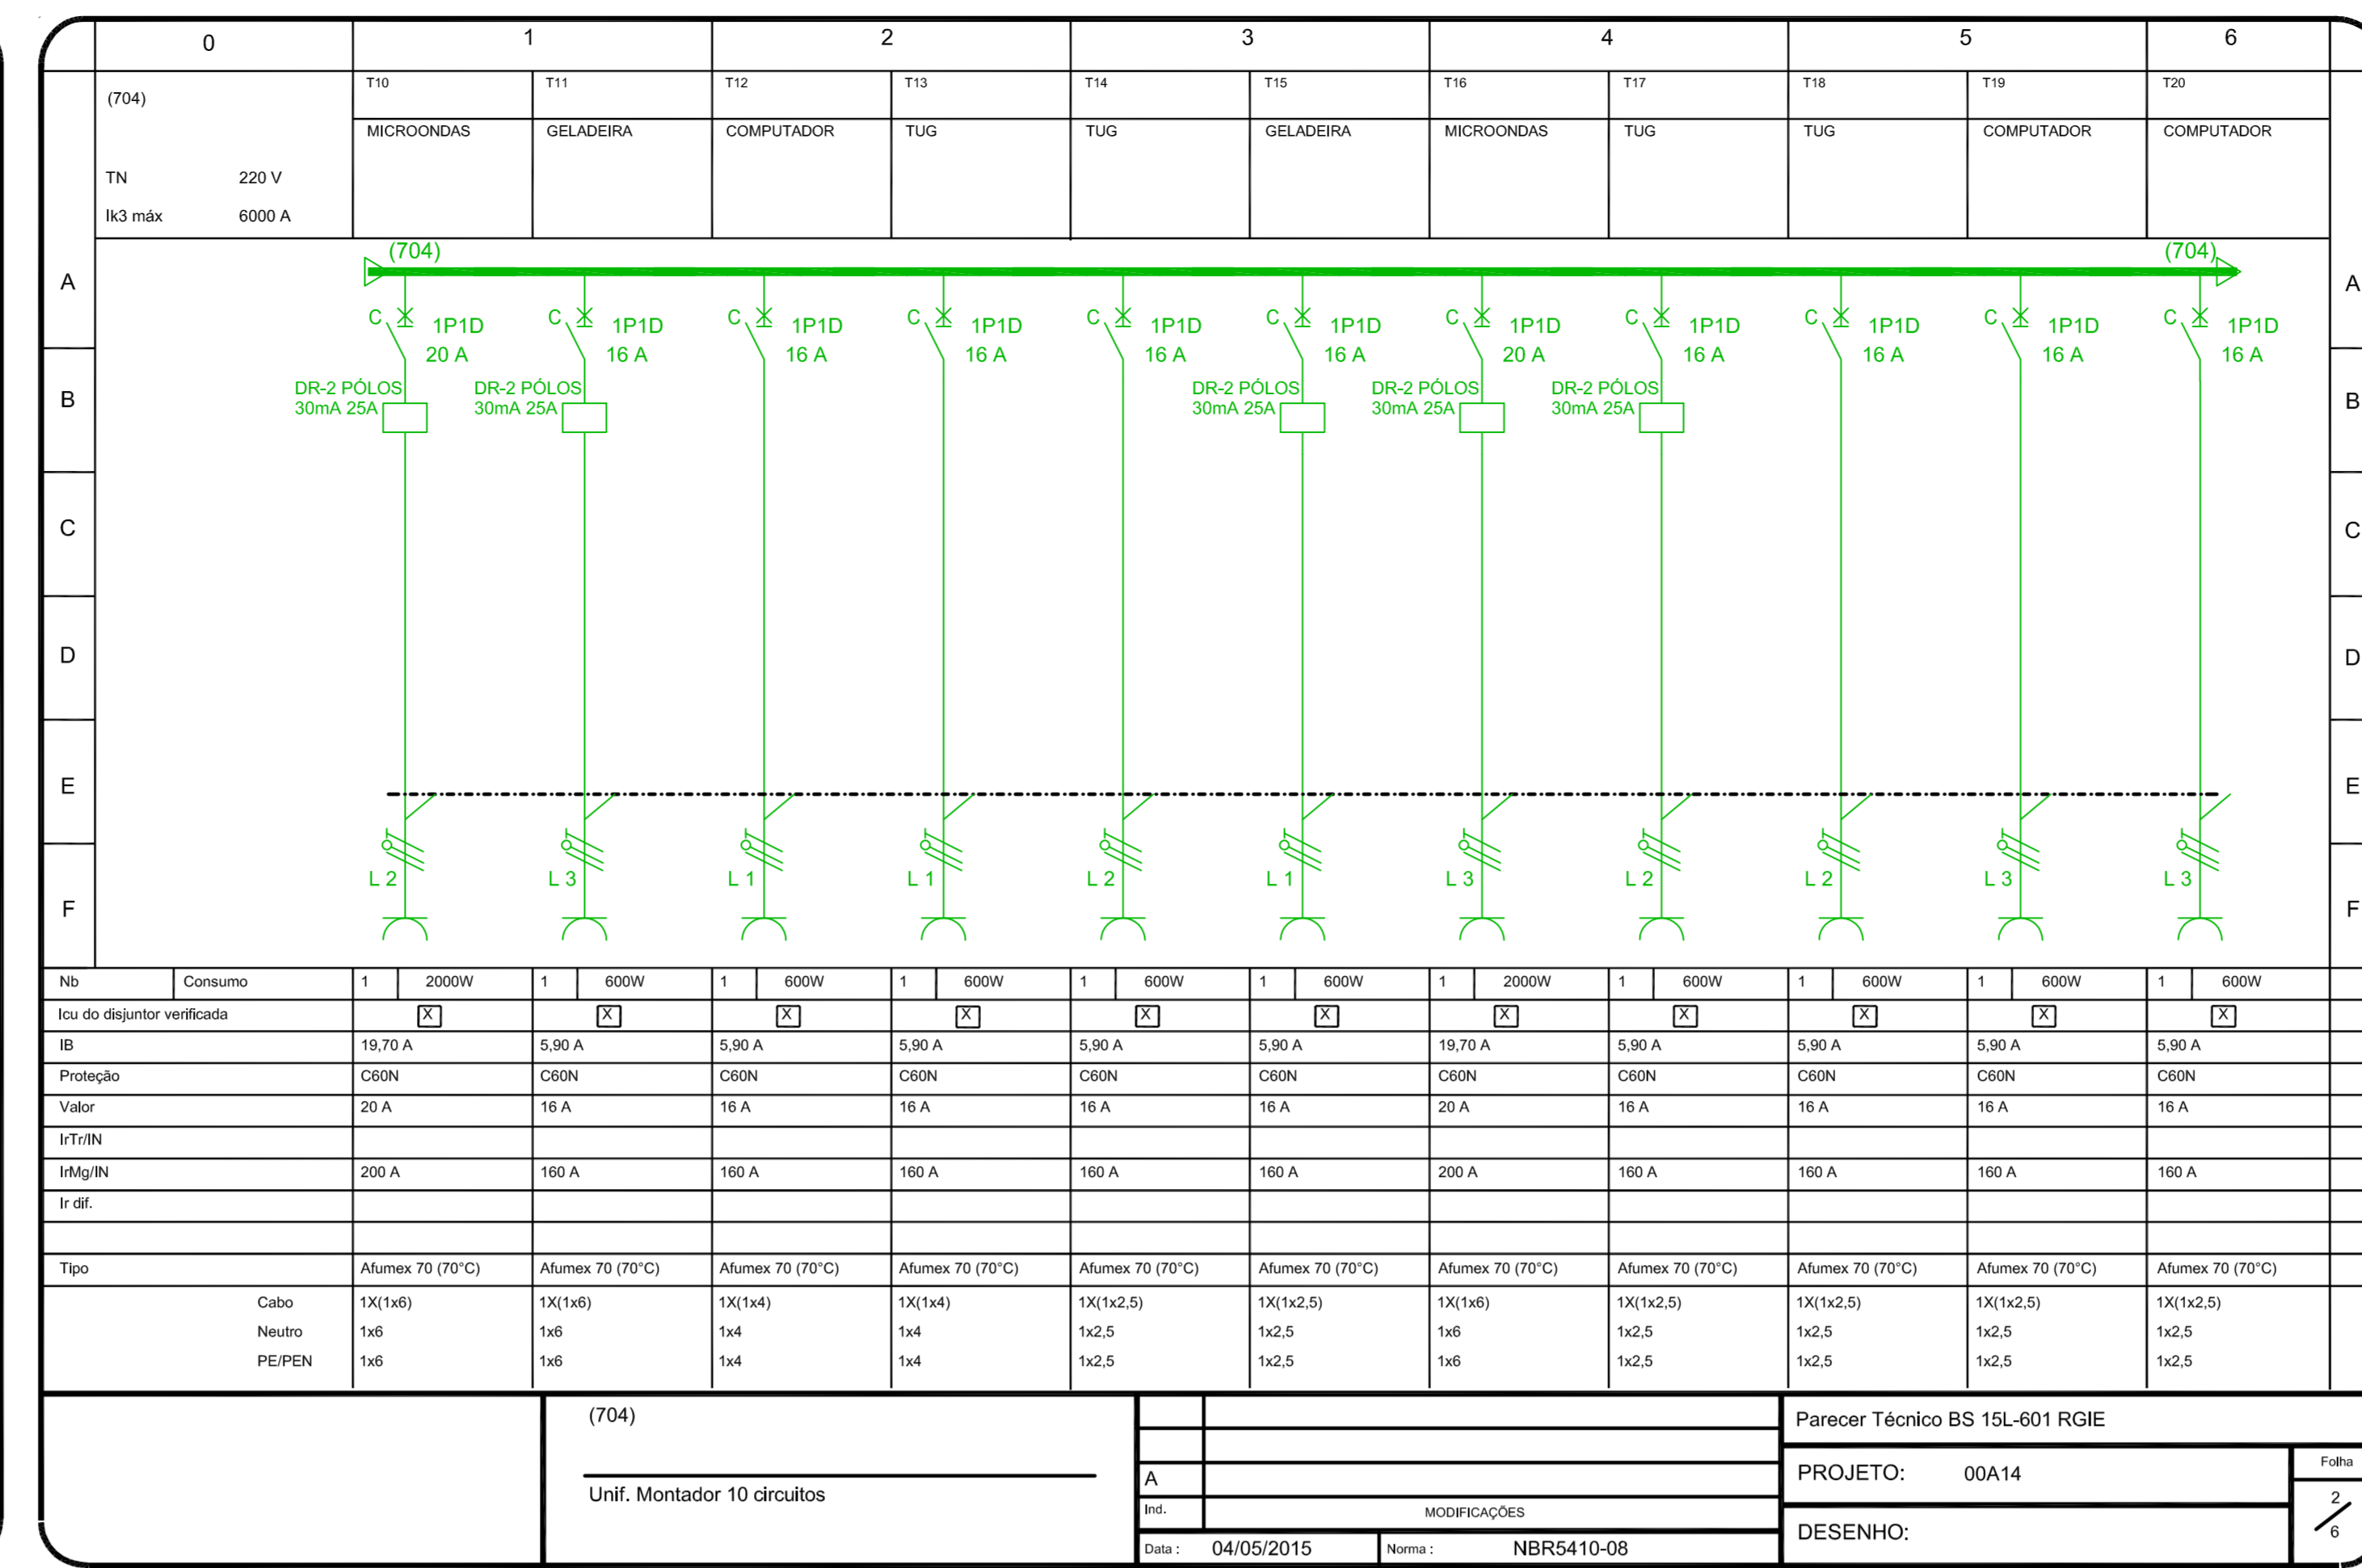 0 1 2 3 4 5 6
(704) T10 T11 T12 T13 T14 T15 T16 T17 T18 T19 T20
MICROONDAS GELADEIRA COMPUTADOR TUG TUG GELADEIRA MICROONDAS TUG TUG COMPUTADOR COMPUTADOR
TN 220 V
Ik3 máx 6000 A
(704) (704)
A A
C C C C C C C C C C C
1P1D 1P1D 1P1D 1P1D 1P1D 1P1D 1P1D 1P1D 1P1D 1P1D 1P1D
20 A 16 A 16 A 16 A 16 A 16 A 20 A 16 A 16 A 16 A 16 A
DR-2 PÓLOS DR-2 PÓLOS DR-2 PÓLOS DR-2 PÓLOS DR-2 PÓLOS
B B
30mA 25A 30mA 25A 30mA 25A 30mA 25A 30mA 25A
C C
D D
E E
L 2 L 3 L 1 L 1 L 2 L 1 L 3 L 2 L 2 L 3 L 3
F F
Nb Consumo 1 2000W 1 600W 1 600W 1 600W 1 600W 1 600W 1 2000W 1 600W 1 600W 1 600W 1 600W
Icu do disjuntor verificada X X X X X X X X X X X
IB 19,70 A 5,90 A 5,90 A 5,90 A 5,90 A 5,90 A 19,70 A 5,90 A 5,90 A 5,90 A 5,90 A
Proteção C60N C60N C60N C60N C60N C60N C60N C60N C60N C60N C60N
Valor 20 A 16 A 16 A 16 A 16 A 16 A 20 A 16 A 16 A 16 A 16 A
IrTr/IN
IrMg/IN 200 A 160 A 160 A 160 A 160 A 160 A 200 A 160 A 160 A 160 A 160 A
Ir dif.
Tipo Afumex 70 (70°C) Afumex 70 (70°C) Afumex 70 (70°C) Afumex 70 (70°C) Afumex 70 (70°C) Afumex 70 (70°C) Afumex 70 (70°C) Afumex 70 (70°C) Afumex 70 (70°C) Afumex 70 (70°C) Afumex 70 (70°C)
Cabo 1X(1x6) 1X(1x6) 1X(1x4) 1X(1x4) 1X(1x2,5) 1X(1x2,5) 1X(1x6) 1X(1x2,5) 1X(1x2,5) 1X(1x2,5) 1X(1x2,5)
Neutro 1x6 1x6 1x4 1x4 1x2,5 1x2,5 1x6 1x2,5 1x2,5 1x2,5 1x2,5
PE/PEN 1x6 1x6 1x4 1x4 1x2,5 1x2,5 1x6 1x2,5 1x2,5 1x2,5 1x2,5
(704)
Unif. Montador 10 circuitos
A
Ind. MODIFICAÇÕES
Data : 04/05/2015 Norma : NBR5410-08
Parecer Técnico BS 15L-601 RGIE
PROJETO: 00A14
DESENHO:
Folha
2
6